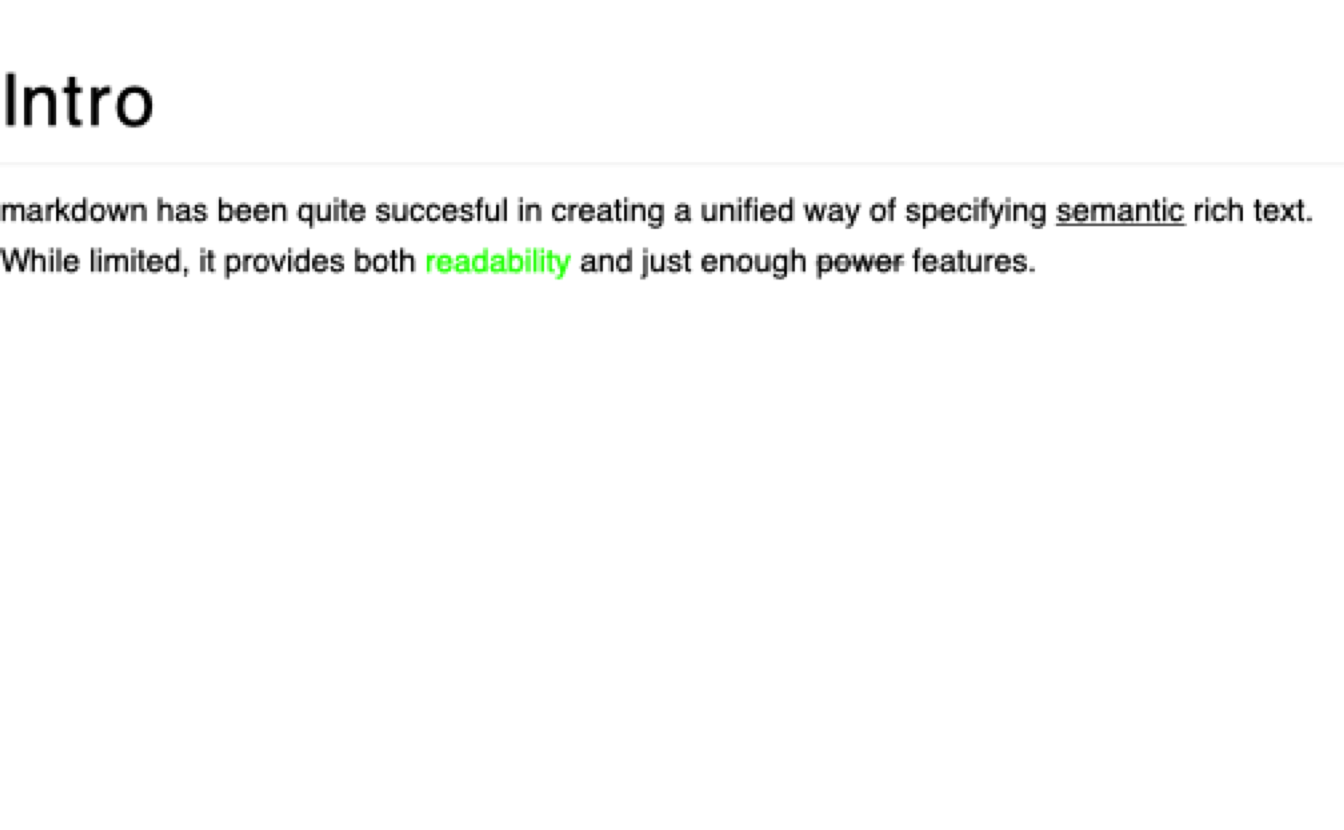 Intro
markdown has been quite succesful in creating a unified way of specifying semantic rich text.
While limited, it provides both readability and just enough power features.